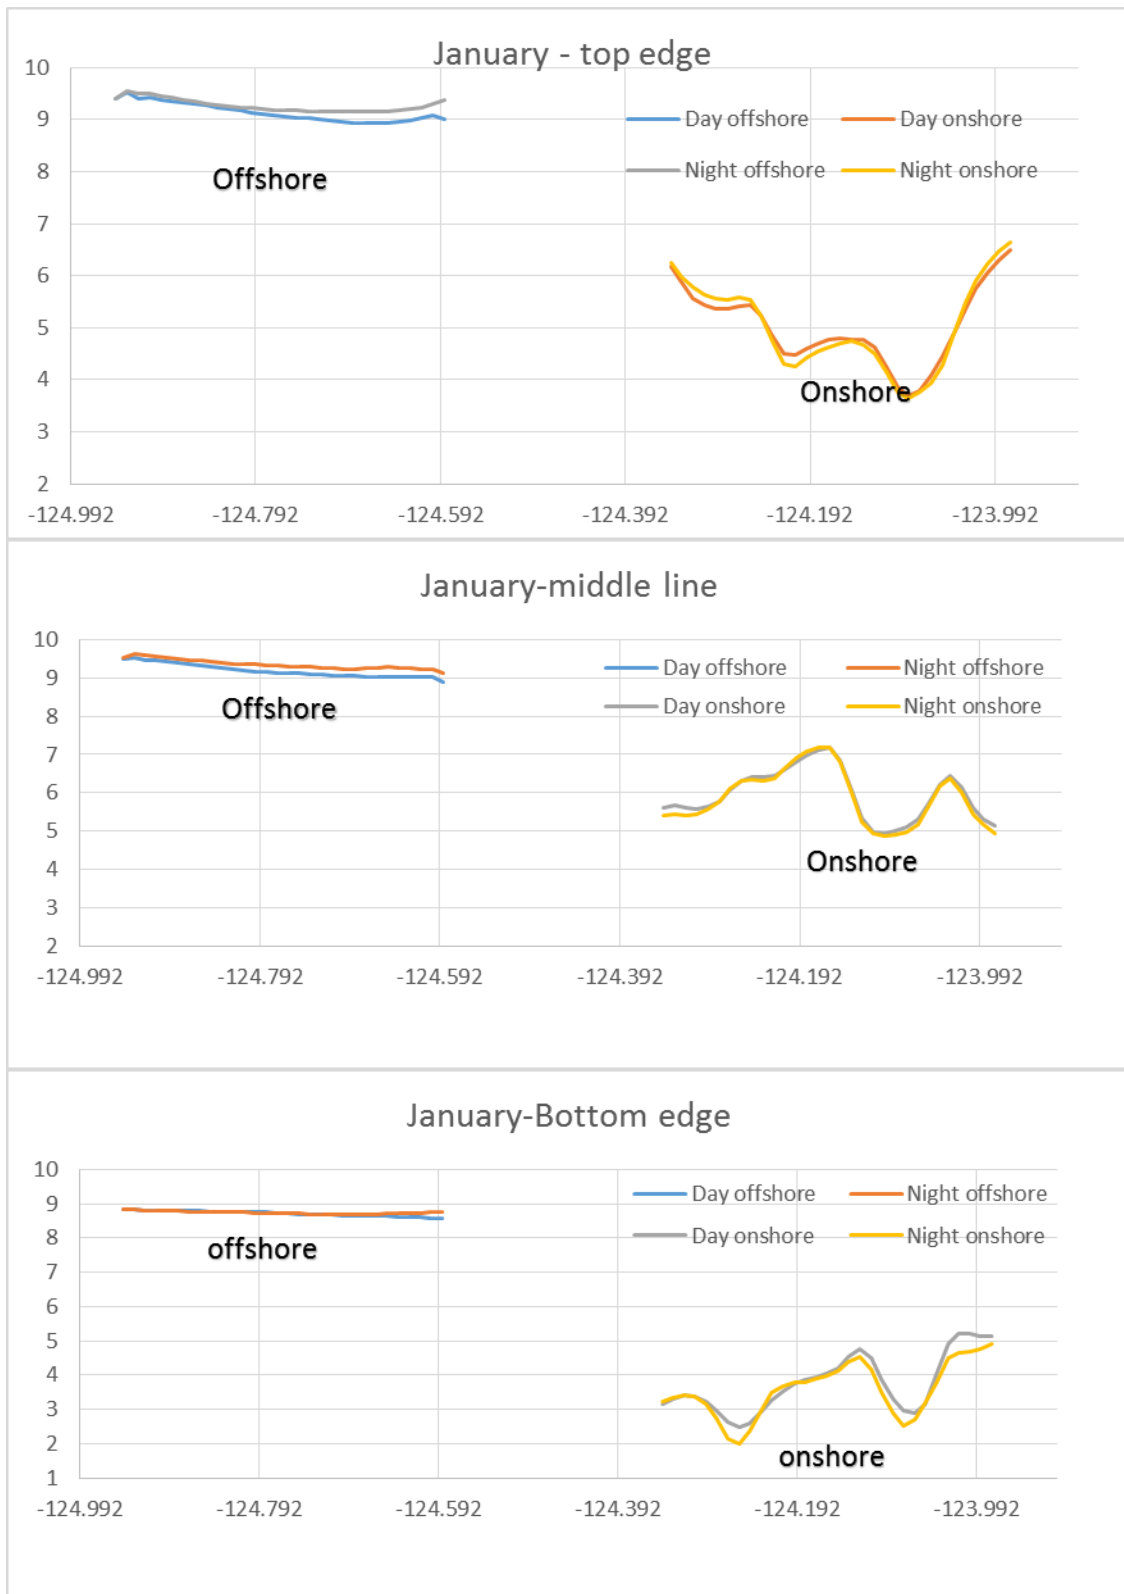 January - top edge
10
9
8
7
6
5
4
3
2
Day offshore
Day onshore
Night offshore
Night onshore
Offshore
Onshore
-124.992
-124.792
-124.592
-124.392
-124.192
-123.992
January-middle line
10
9
8
7
6
5
4
3
2
Day offshore
Night offshore
Day onshore
Night onshore
Offshore
Onshore
-124.992
-124.792
-124.592
-124.392
-124.192
-123.992
January-Bottom edge
10
9
8
7
6
5
4
3
2
1
Day offshore
Night offshore
Day onshore
Night onshore
offshore
onshore
-124.992
-124.792
-124.592
-124.392
-124.192
-123.992